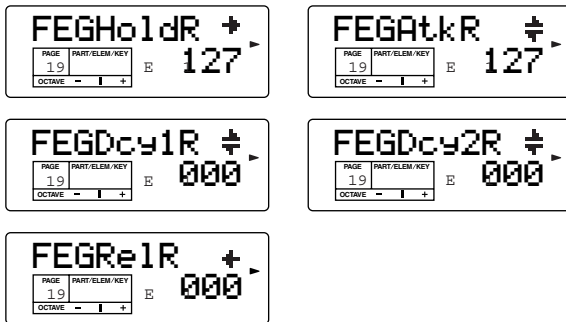 FEGHoldR
PAGE PART/ELEM/KEY
19 E 127
OCTAVE – +
FEGAtkR
PAGE PART/ELEM/KEY
19 E 127
OCTAVE – +
FEGDcy1R
PAGE PART/ELEM/KEY
19 E 000
OCTAVE – +
FEGDcy2R
PAGE PART/ELEM/KEY
19 E 000
OCTAVE – +
FEGRelR
PAGE PART/ELEM/KEY
19 E 000
OCTAVE – +